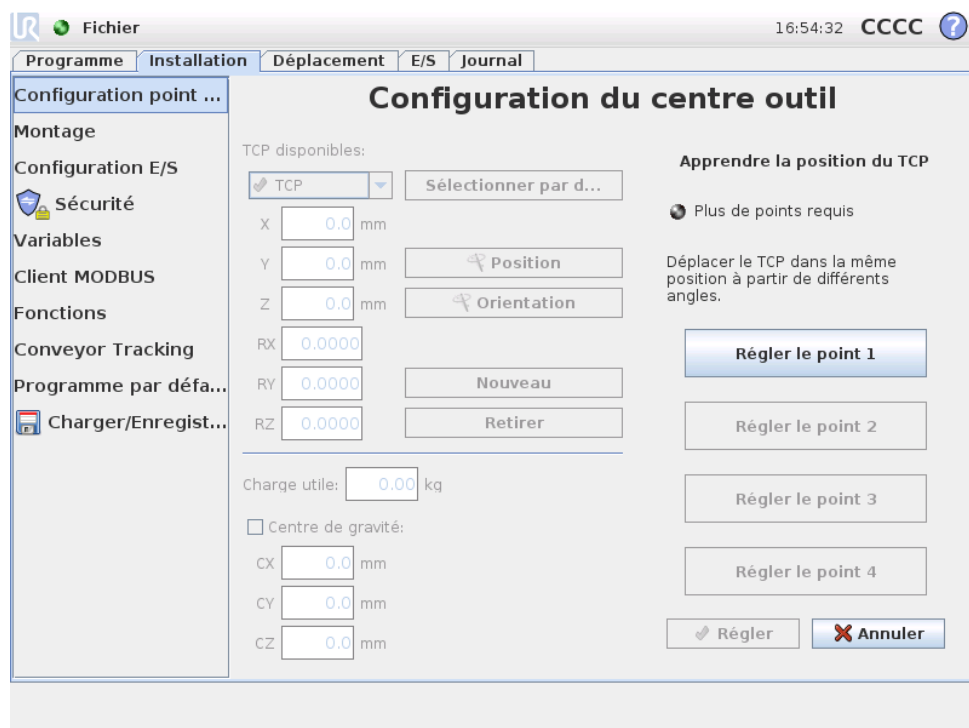 UR Fichier 16:54:32 CCCC ?
Programme Installation Déplacement E/S Journal
Configuration point ...
Montage
Configuration E/S
Sécurité
Variables
Client MODBUS
Fonctions
Conveyor Tracking
Programme par défa...
Charger/Enregist...
Configuration du centre outil
TCP disponibles:
TCP Sélectionner par d...
X 0.0 mm
Y 0.0 mm Position
Z 0.0 mm Orientation
RX 0.0000
RY 0.0000 Nouveau
RZ 0.0000 Retirer
Charge utile: 0.00 kg
Centre de gravité:
CX 0.0 mm
CY 0.0 mm
CZ 0.0 mm
Apprendre la position du TCP
Plus de points requis
Déplacer le TCP dans la même
position à partir de différents
angles.
Régler le point 1
Régler le point 2
Régler le point 3
Régler le point 4
Régler Annuler